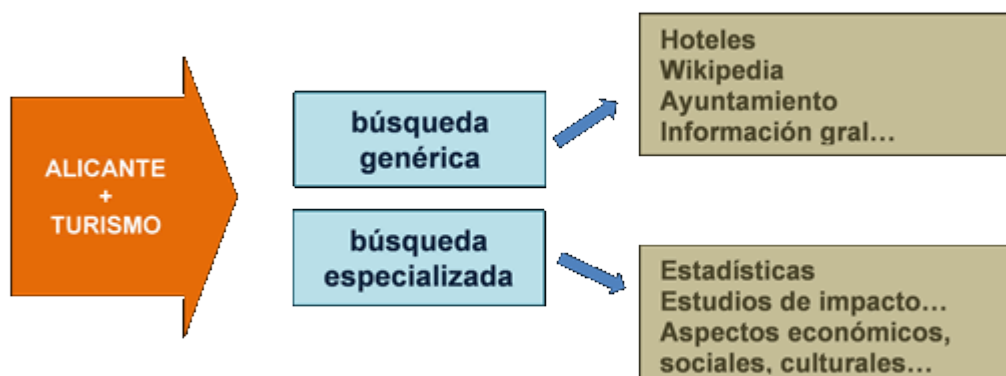 ALICANTE
+
TURISMO
búsqueda
genérica
búsqueda
especializada
Hoteles
Wikipedia
Ayuntamiento
Información gral…
Estadísticas
Estudios de impacto…
Aspectos económicos,
sociales, culturales…